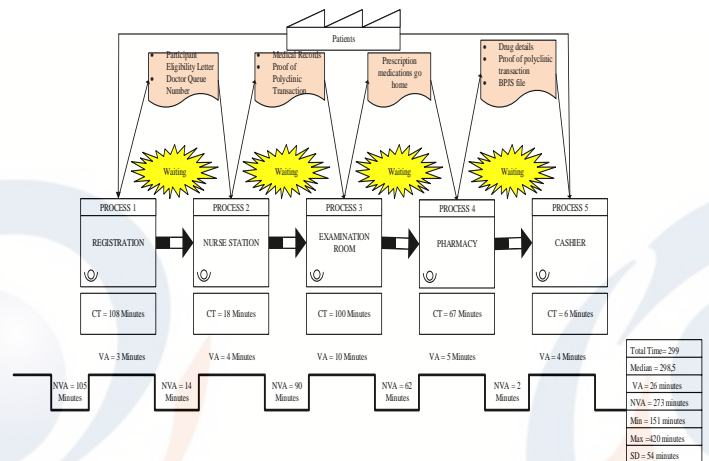 Patients
Participant
Eligibility Letter
Doctor Queue
Number
Medical Records
Proof of
Polyclinic
Transaction
Prescription
medications go
home
Drug details
Proof of polyclinic
transaction
BPJS file
Waiting
Waiting
Waiting
Waiting
PROCESS 1
REGISTRATION
PROCESS 2
NURSE STATION
PROCESS 3
EXAMINATION
ROOM
PROCESS 4
PHARMACY
PROCESS 5
CASHIER
CT = 108 Minutes
CT = 18 Minutes
CT = 100 Minutes
CT = 67 Minutes
CT = 6 Minutes
VA = 3 Minutes
VA = 4 Minutes
VA = 10 Minutes
VA = 5 Minutes
VA = 4 Minutes
NVA = 105
Minutes
NVA = 14
Minutes
NVA = 90
Minutes
NVA = 62
Minutes
NVA = 2
Minutes
Total Time= 299
Median = 298,5
VA = 26 minutes
NVA = 273 minutes
Min = 151 minutes
Max =420 minutes
SD = 54 minutes